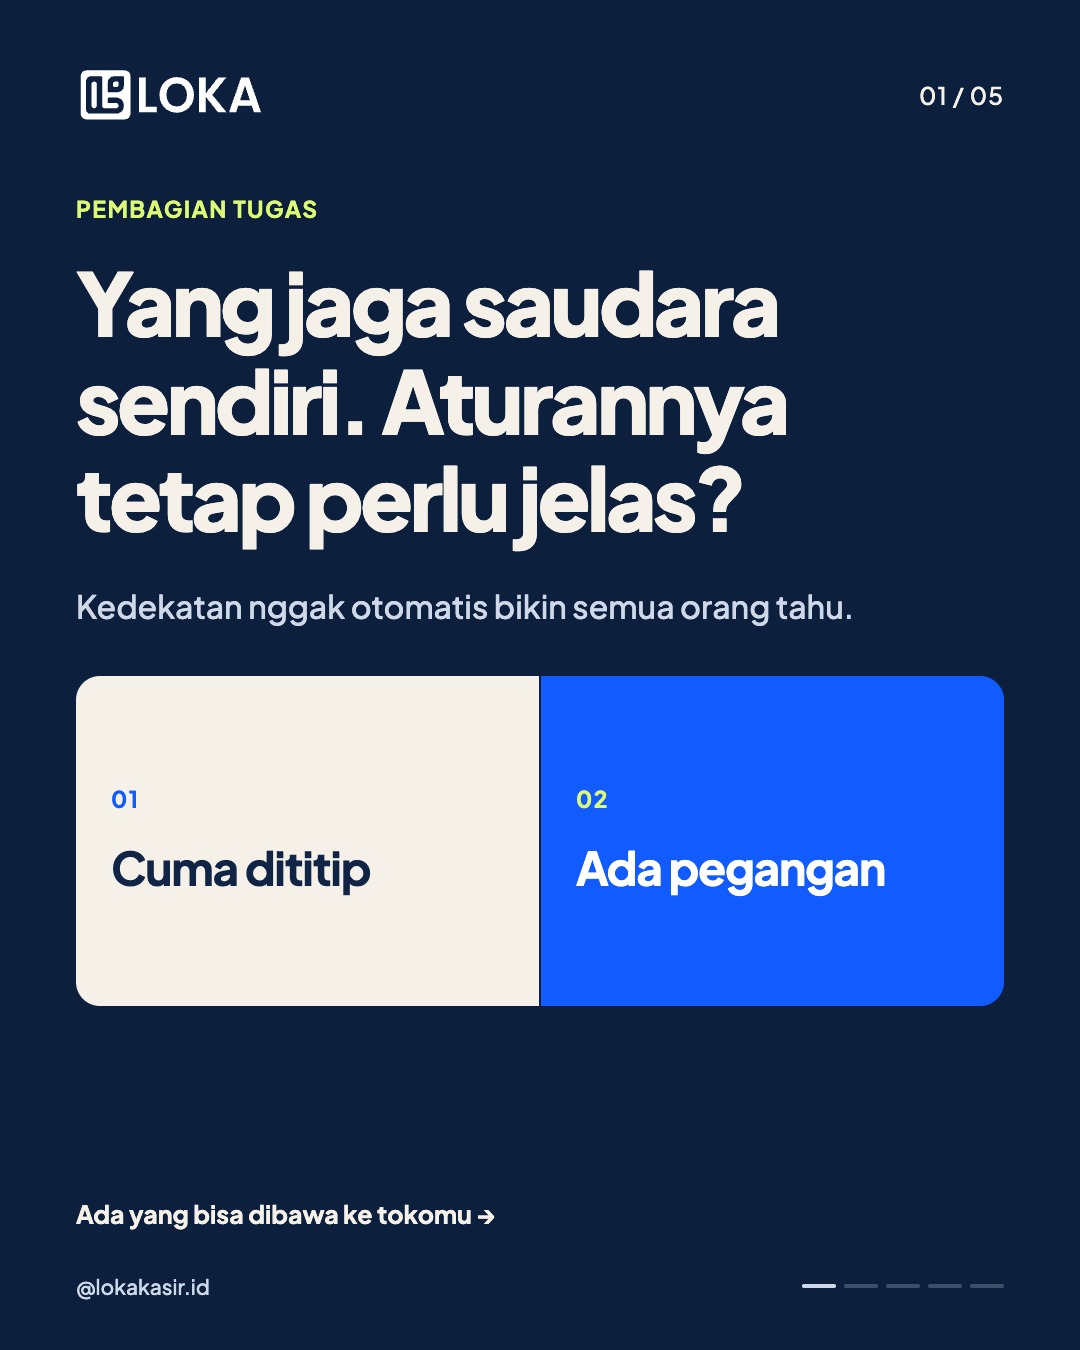 LOKA
01 / 05
PEMBAGIAN TUGAS
Yang jaga saudara
sendiri. Aturannya
tetap perlu jelas?
Kedekatan nggak otomatis bikin semua orang tahu.
01
Cuma dititip
02
Ada pegangan
Ada yang bisa dibawa ke tokomu →
@lokakasir.id